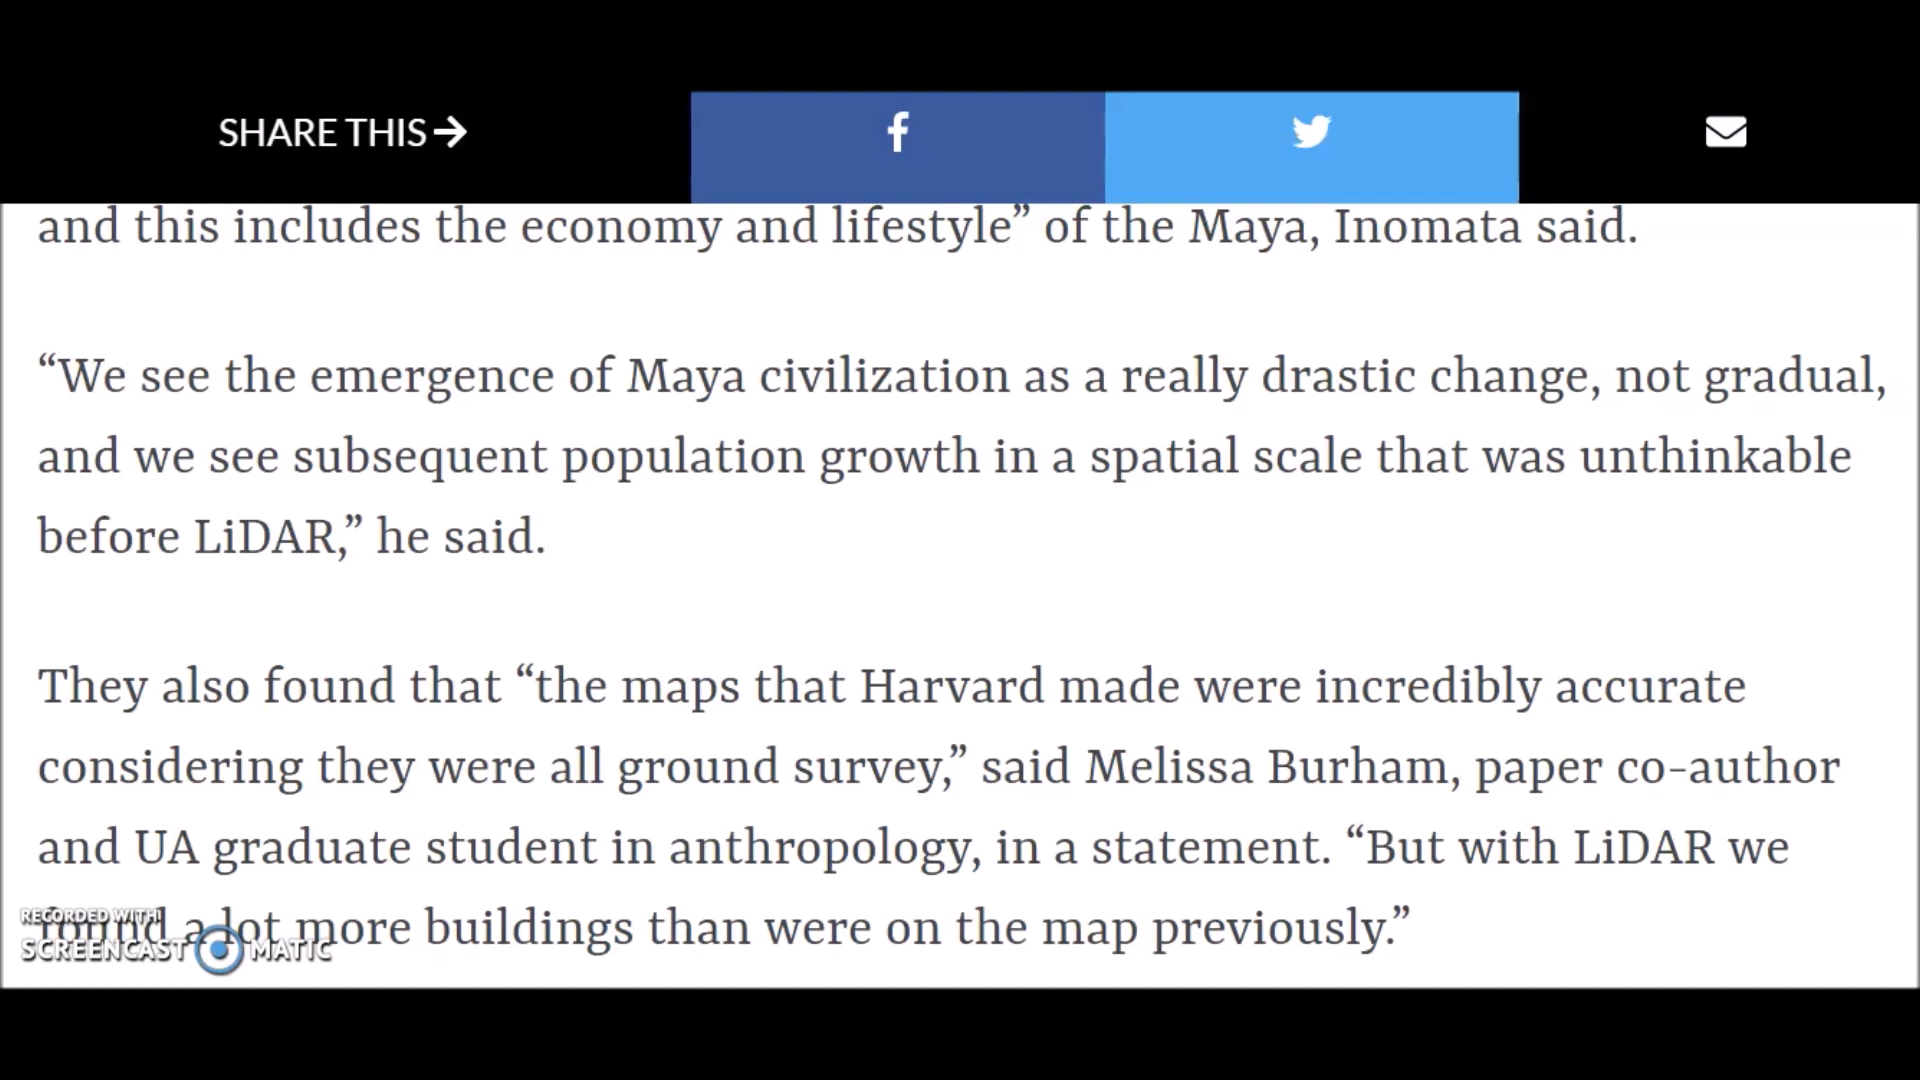 SHARE THIS→
and this includes the economy and lifestyle” of the Maya, Inomata said.
“We see the emergence of Maya civilization as a really drastic change, not gradual,
and we see subsequent population growth in a spatial scale that was unthinkable
before LiDAR,” he said.
They also found that “the maps that Harvard made were incredibly accurate
considering they were all ground survey,” said Melissa Burham, paper co-author
and UA graduate student in anthropology, in a statement. “But with LiDAR we
found a lot more buildings than were on the map previously.”
RECORDED WITH
SCREENCAST MATIC